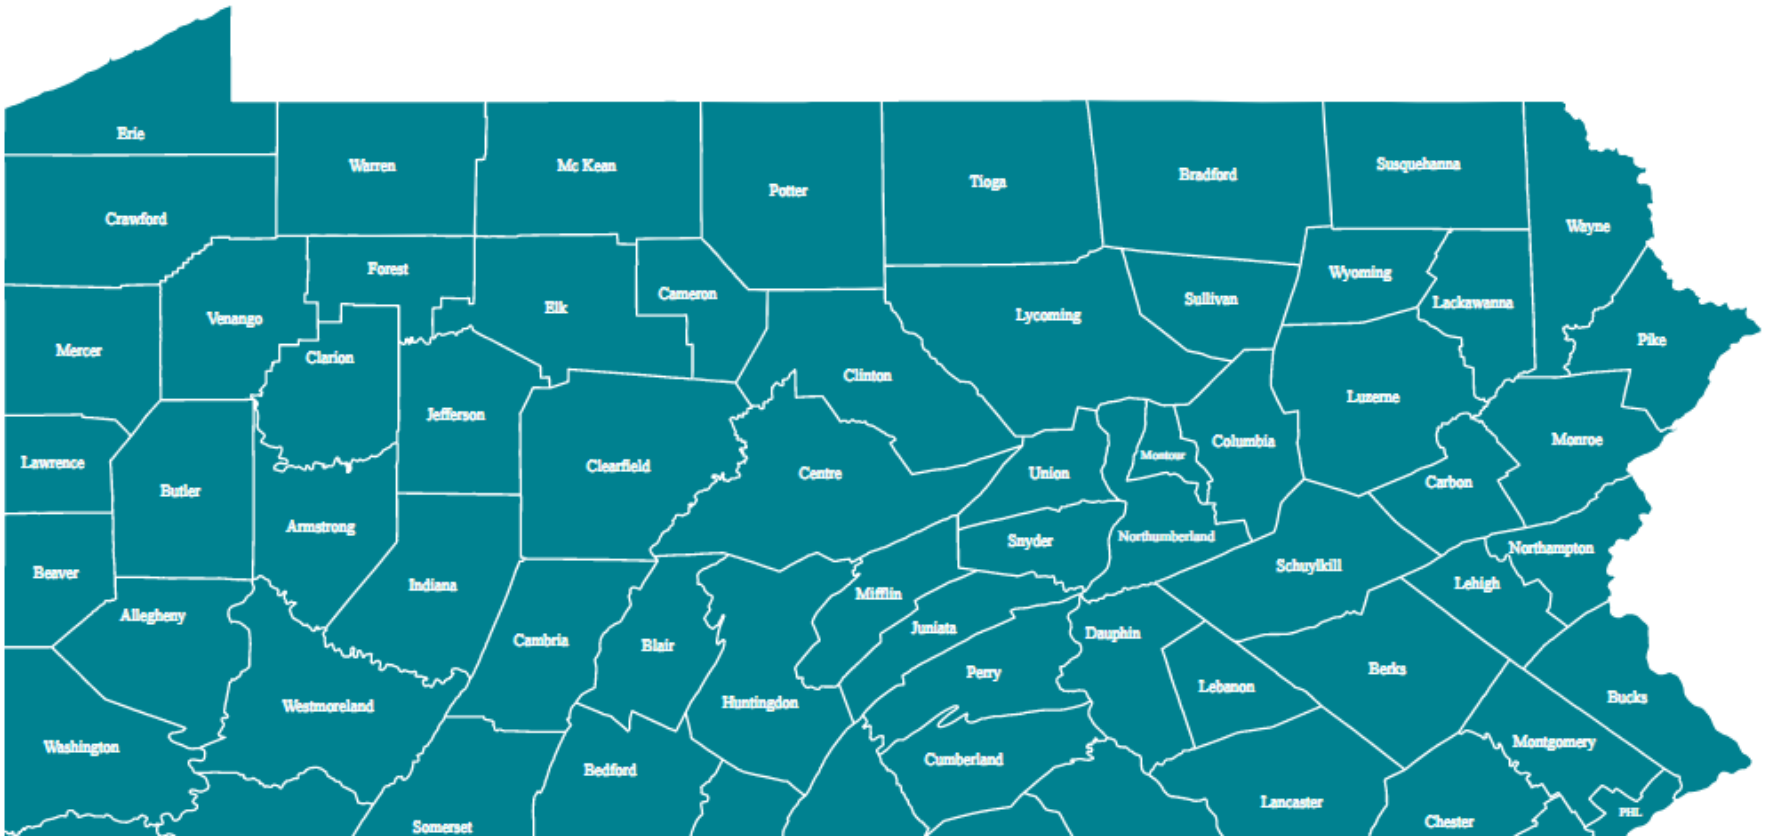 Erie
Warren
Mc Kean
Potter
Tioga
Bradford
Susquehanna
Crawford
Wayne
Forest
Wyoming
Cameron
Sullivan
Lackawanna
Elk
Venango
Lycoming
Pike
Mercer
Clarion
Clinton
Luzerne
Jefferson
Columbia
Monroe
Montour
Lawrence
Clearfield
Centre
Union
Carbon
Butler
Armstrong
Northumberland
Snyder
Northampton
Beaver
Schuylkill
Indiana
Lehigh
Mifflin
Allegheny
Juniata
Dauphin
Cambria
Blair
Perry
Berks
Lebanon
Bucks
Westmoreland
Huntingdon
Washington
Montgomery
Cumberland
Bedford
Lancaster
PHL
Chester
Somerset